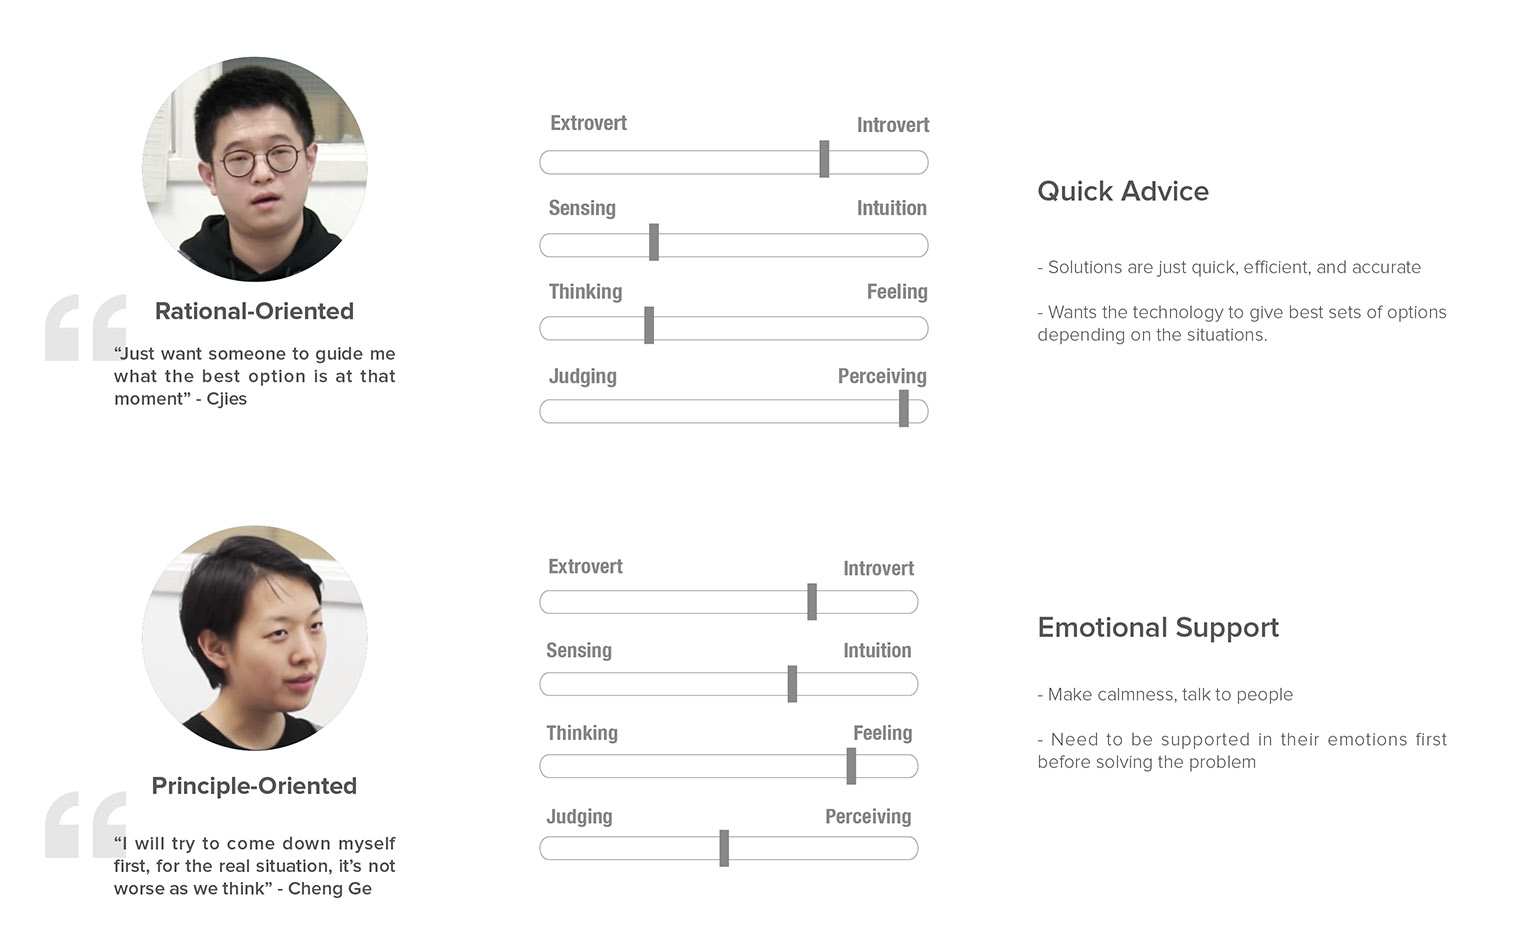 Rational-Oriented
“Just want someone to guide me
what the best option is at that
moment” - Cjies
Extrovert
Introvert
Sensing
Intuition
Thinking
Feeling
Judging
Perceiving
Quick Advice
- Solutions are just quick, efficient, and accurate
- Wants the technology to give best sets of options
depending on the situations.
Principle-Oriented
“I will try to come down myself
first, for the real situation, it’s not
worse as we think” - Cheng Ge
Extrovert
Introvert
Sensing
Intuition
Thinking
Feeling
Judging
Perceiving
Emotional Support
- Make calmness, talk to people
- Need to be supported in their emotions first
before solving the problem